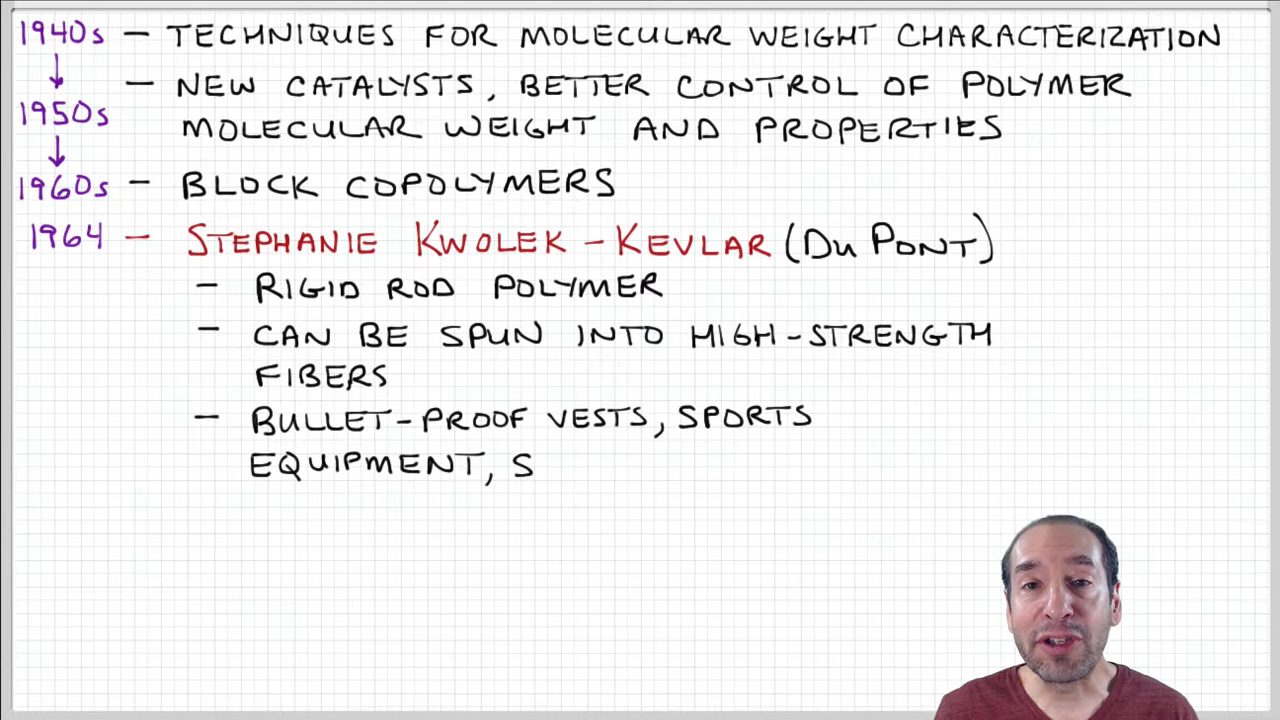 1940s - TECHNIQUES FOR MOLECULAR WEIGHT CHARACTERIZATION
↓ - NEW CATALYSTS, BETTER CONTROL OF POLYMER
1950s MOLECULAR WEIGHT AND PROPERTIES
↓
1960s - BLOCK COPOLYMERS
1964 - STEPHANIE KWOLEK - KEVLAR (DU PONT)
- RIGID ROD POLYMER
- CAN BE SPUN INTO HIGH-STRENGTH
FIBERS
- BULLET-PROOF VESTS, SPORTS
EQUIPMENT, S